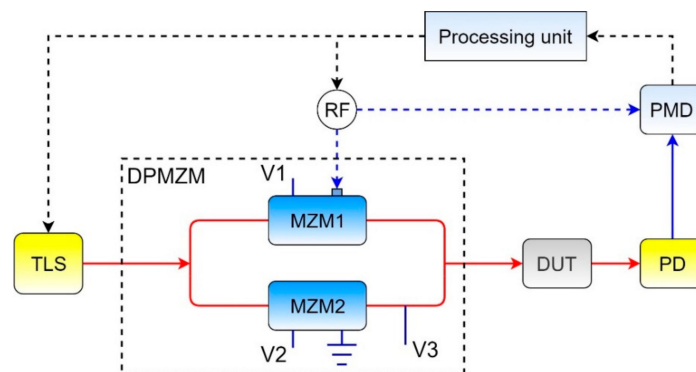 Processing unit
RF
PMD
DPMZM
V1
MZM1
TLS
DUT
PD
MZM2
V2
V3